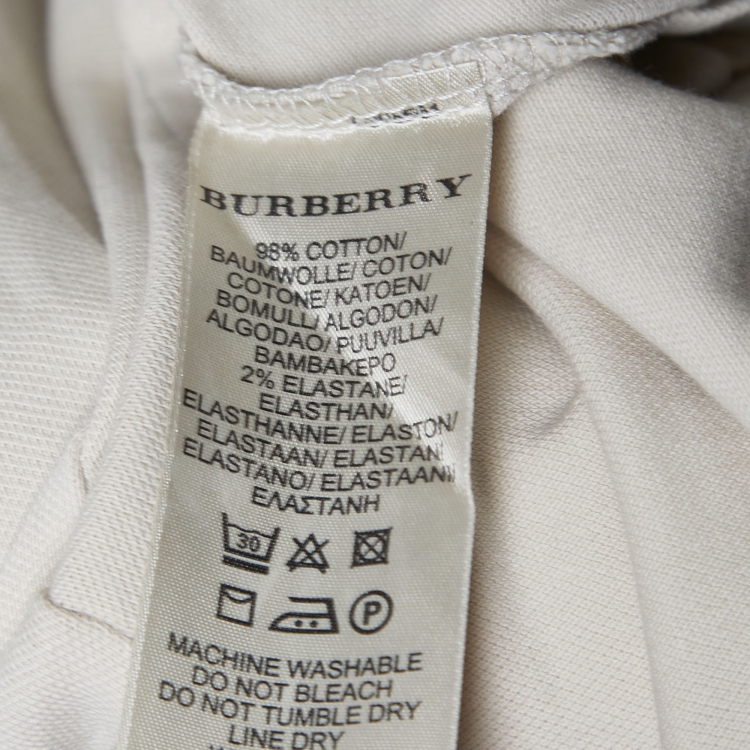 BURBERRY
98% COTTON/
BAUMWOLLE/ COTON/
COTONE/ KATOEN/
BOMULL/ ALGODON/
ALGODAO/ PUUVILLA/
BAMBAKEPO
2% ELASTANE/
ELASTHAN/
ELASTHANNE/ ELASTON/
ELASTAAN/ ELASTAN/
ELASTANO/ ELASTAANI/
ΕΛΑΣΤΑΝΗ
30
P
MACHINE WASHABLE
DO NOT BLEACH
DO NOT TUMBLE DRY
LINE DRY